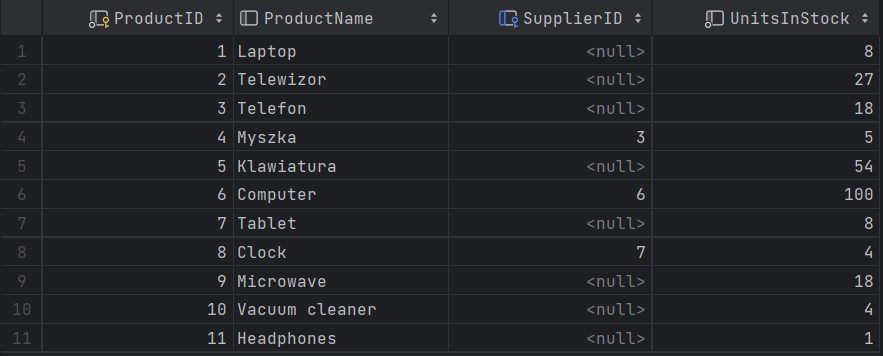 ProductID ProductName SupplierID UnitsInStock
1 1 Laptop <null> 8
2 2 Telewizor <null> 27
3 3 Telefon <null> 18
4 4 Myszka 3 5
5 5 Klawiatura <null> 54
6 6 Computer 6 100
7 7 Tablet <null> 8
8 8 Clock 7 4
9 9 Microwave <null> 18
10 10 Vacuum cleaner <null> 4
11 11 Headphones <null> 1